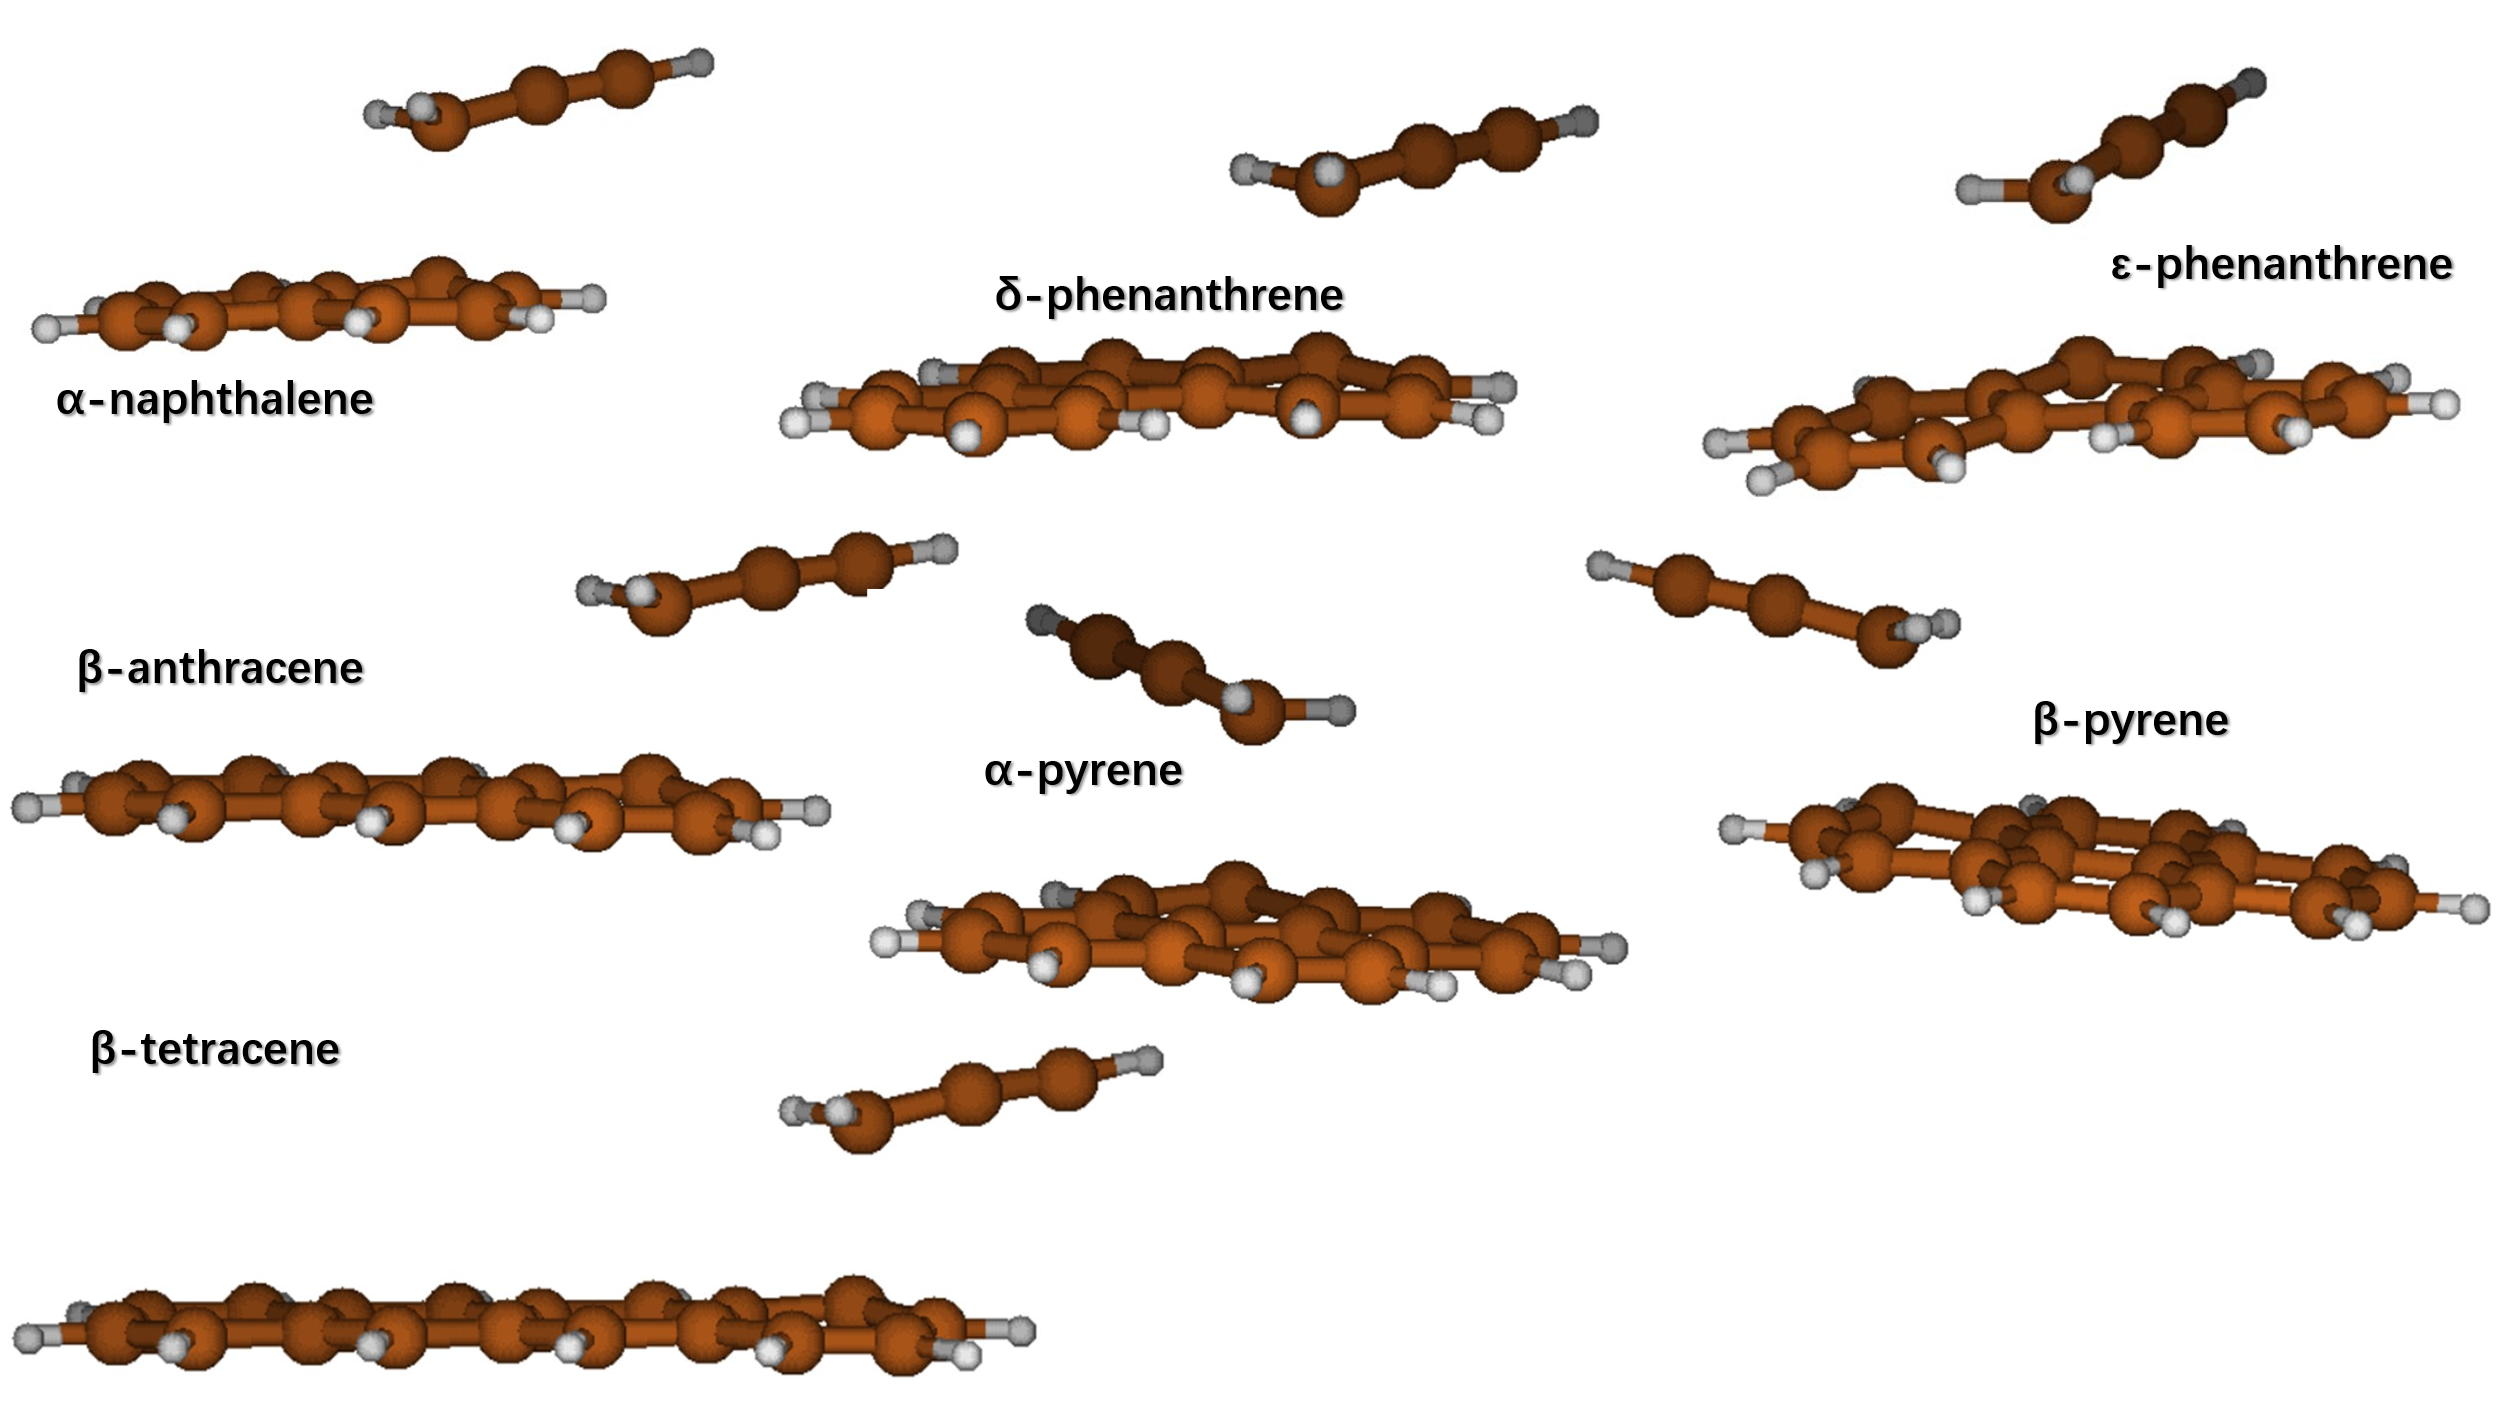 δ-phenanthrene
ε-phenanthrene
α-naphthalene
β-anthracene
α-pyrene
β-pyrene
β-tetracene